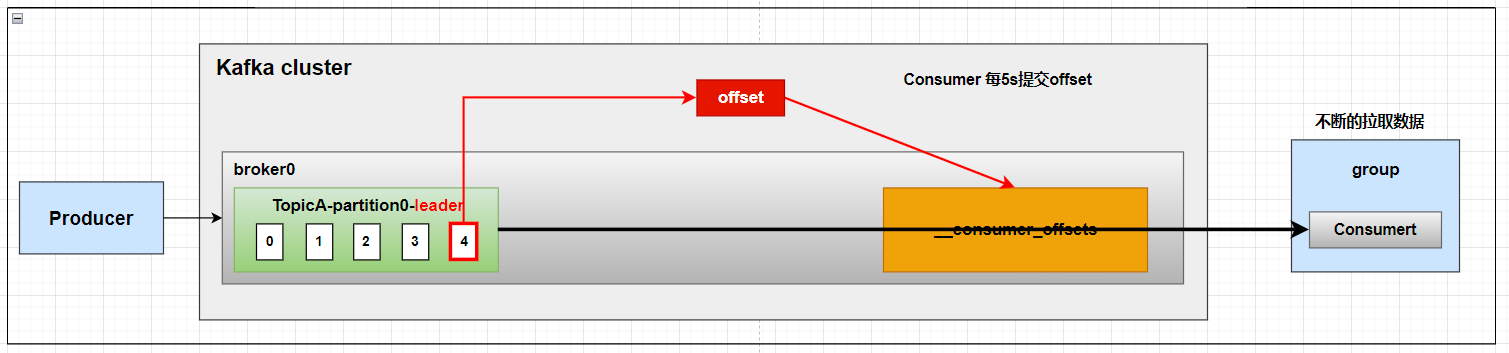 Kafka cluster
offset
Consumer 每5s提交offset
不断的拉取数据
broker0
group
Producer
TopicA-partition0-leader
0
1
2
3
4
__consumer_offsets
Consumert